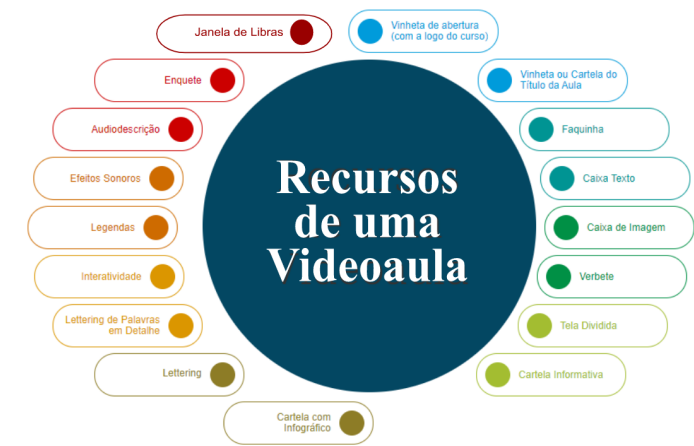 Recursos
de uma
Videoaula
Vinheta de abertura
(com a logo do curso)
Vinheta ou Cartela do
Título da Aula
Faquinha
Caixa Texto
Caixa de Imagem
Verbete
Tela Dividida
Cartela Informativa
Cartela com
Infográfico
Lettering
Lettering de Palavras
em Detalhe
Interatividade
Legendas
Efeitos Sonoros
Audiodescrição
Enquete
Janela de Libras